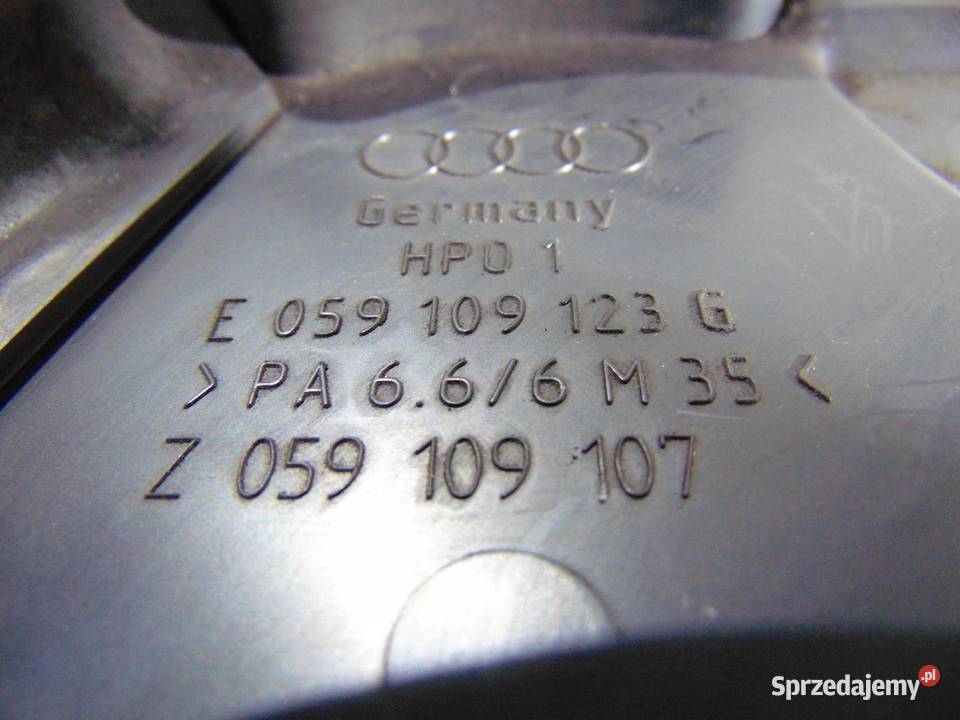 Germany
HPO 1
E 059 109 123 G
>PA 6.6/6 M 35<
Z 059 109 107
Sprzedajemy.pl